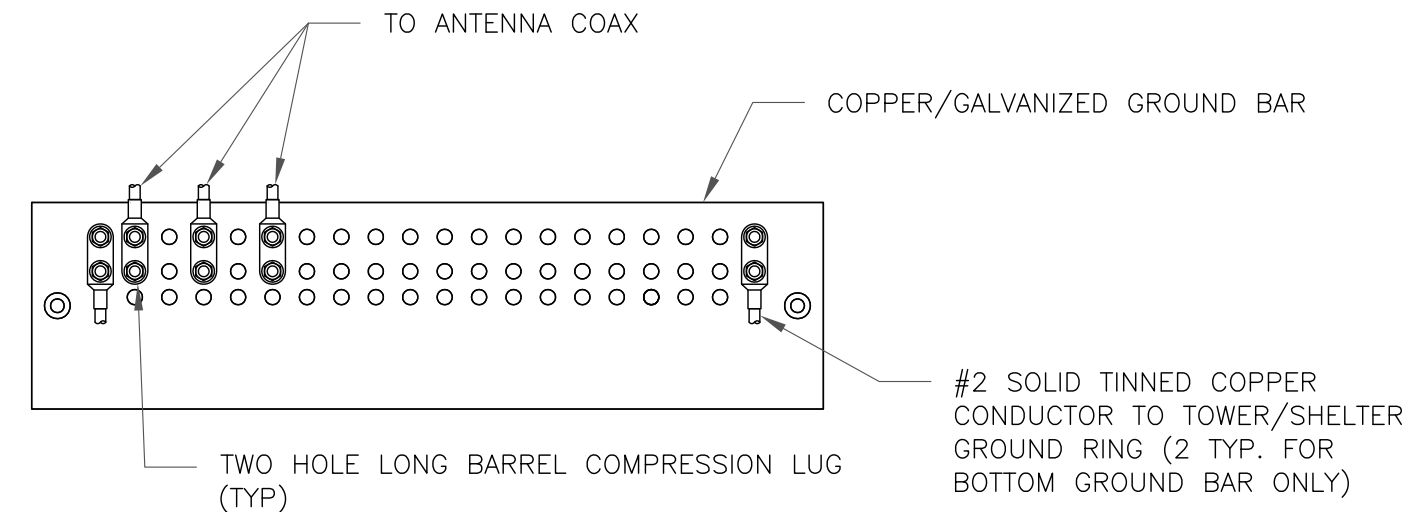 TO ANTENNA COAX
COPPER/GALVANIZED GROUND BAR
#2 SOLID TINNED COPPER
CONDUCTOR TO TOWER/SHELTER
GROUND RING (2 TYP. FOR
BOTTOM GROUND BAR ONLY)
TWO HOLE LONG BARREL COMPRESSION LUG
(TYP)